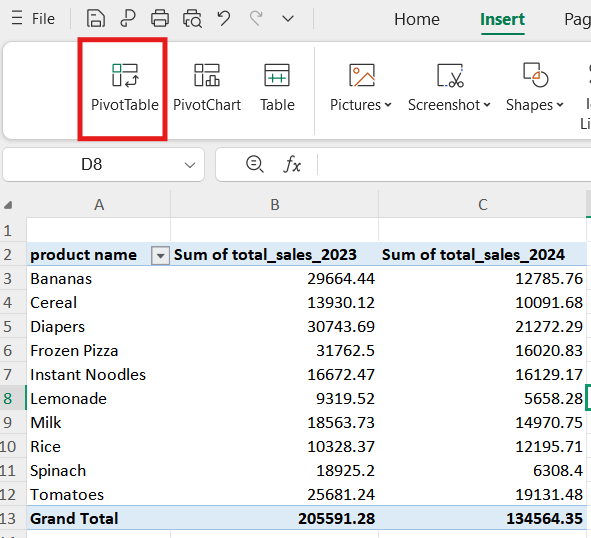 File Home Insert Pag
PivotTable PivotChart Table Pictures Screenshot Shapes
Li
D8 fx
A B C
1
2 product name Sum of total_sales_2023 Sum of total_sales_2024
3 Bananas 29664.44 12785.76
4 Cereal 13930.12 10091.68
5 Diapers 30743.69 21272.29
6 Frozen Pizza 31762.5 16020.83
7 Instant Noodles 16672.47 16129.17
8 Lemonade 9319.52 5658.28
9 Milk 18563.73 14970.75
10 Rice 10328.37 12195.71
11 Spinach 18925.2 6308.4
12 Tomatoes 25681.24 19131.48
13 Grand Total 205591.28 134564.35